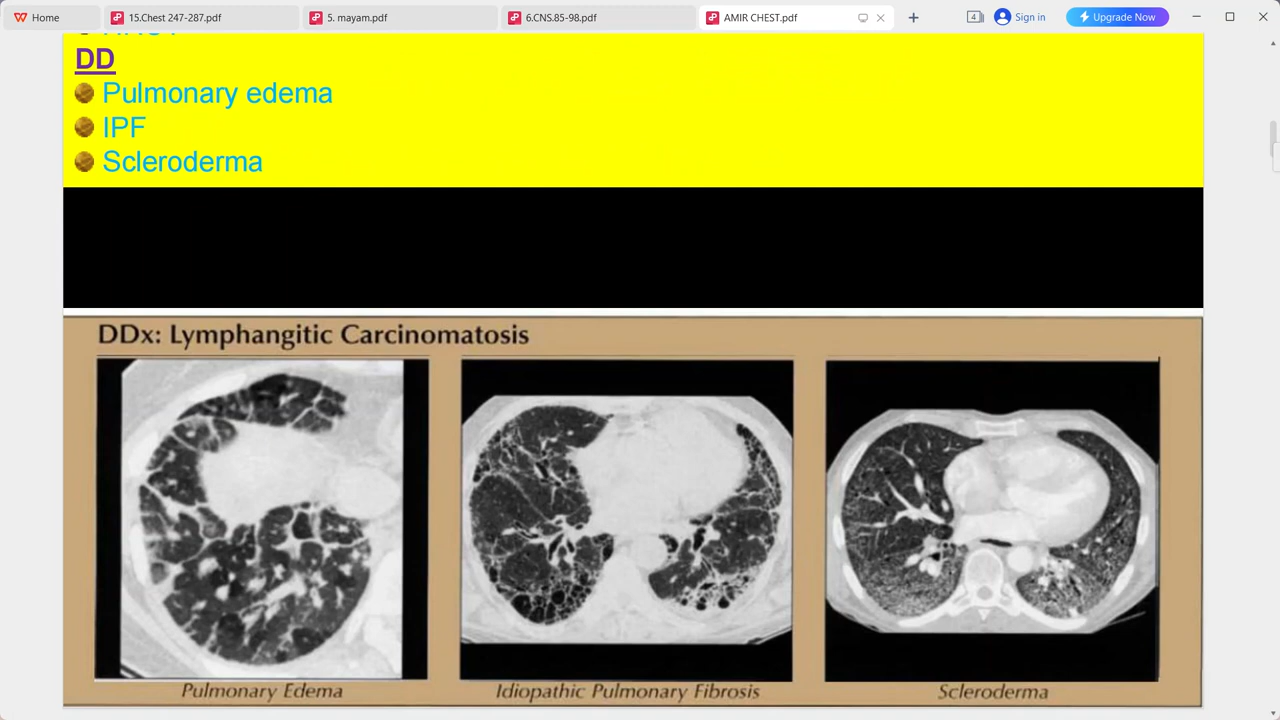 Home
15.Chest 247-287.pdf
5. mayam.pdf
6.CNS.85-98.pdf
AMIR CHEST.pdf
4
Sign in
Upgrade Now
DD
Pulmonary edema
IPF
Scleroderma
DDx: Lymphangitic Carcinomatosis
Pulmonary Edema
Idiopathic Pulmonary Fibrosis
Scleroderma